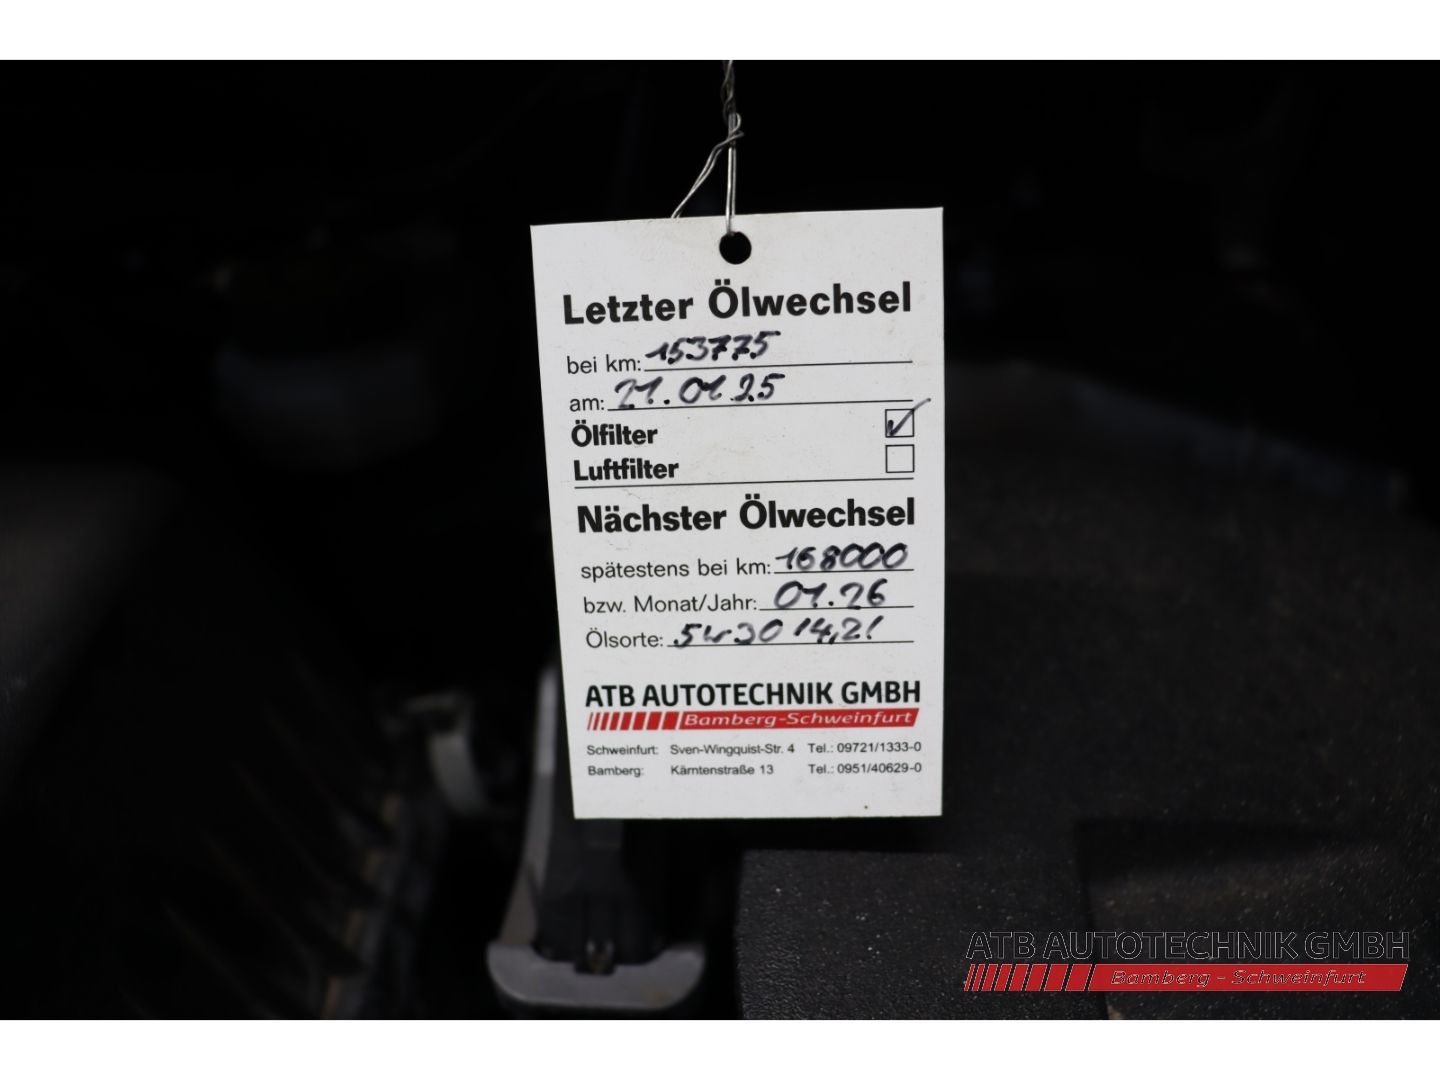 Letzter Ölwechsel
bei km: 153775
am: 21.01.25
Ölfilter ✓
Luftfilter
Nächster Ölwechsel
spätestens bei km: 168000
bzw. Monat/Jahr: 01.26
Ölsorte: 5W30 14,2l
ATB AUTOTECHNIK GMBH
Bamberg-Schweinfurt
Schweinfurt: Sven-Wingquist-Str. 4 Tel.: 09721/1333-0
Bamberg: Kärntenstraße 13 Tel.: 0951/40629-0
ATB AUTOTECHNIK GMBH
Bamberg - Schweinfurt